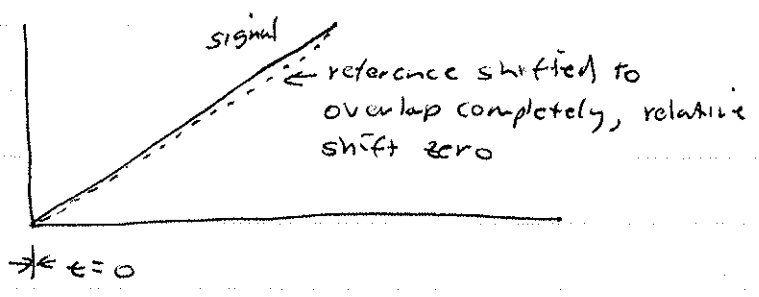 signal
reference shifted to
overlap completely, relative
shift zero
t=0